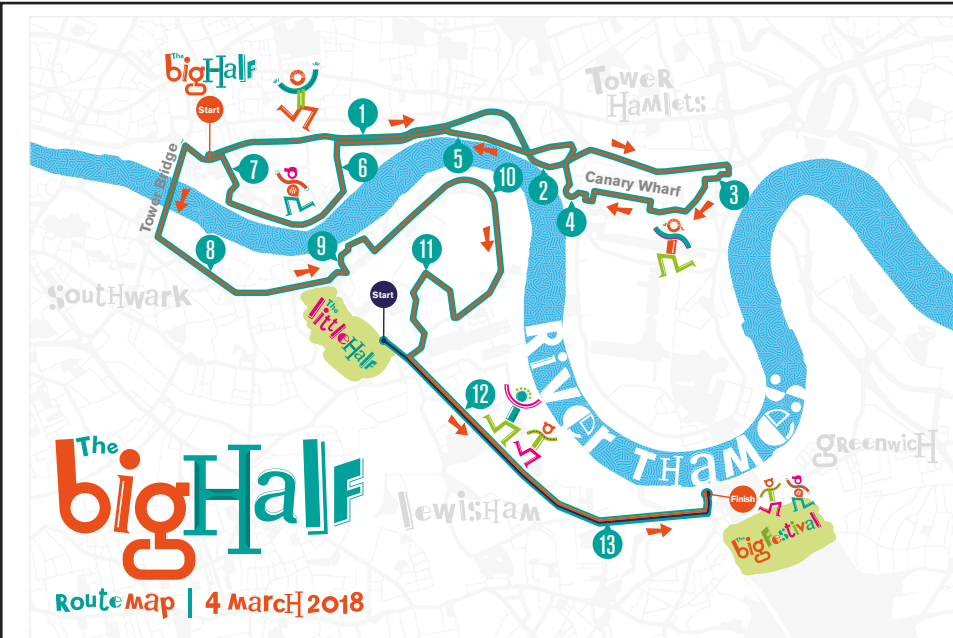 The
bigHalf
Start
Tower
Hamlets
1
7
6
5
2
Canary Wharf
3
4
Tower Bridge
10
8
9
11
Southwark
Start
The
littleHalf
River Thames
12
Greenwich
The
bigHalf
Lewisham
Finish
The
bigFestival
13
Route map | 4 March 2018